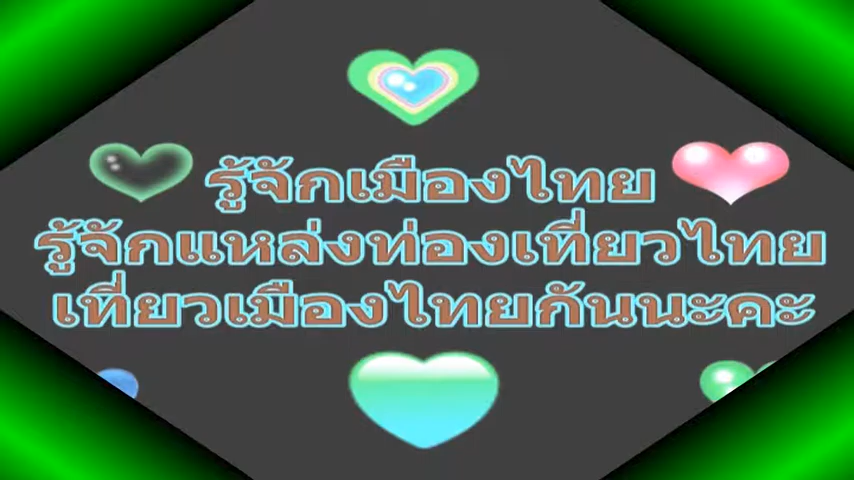 รู้จักเมืองไทย
รู้จักแหล่งท่องเที่ยวไทย
เที่ยวเมืองไทยกันนะคะ